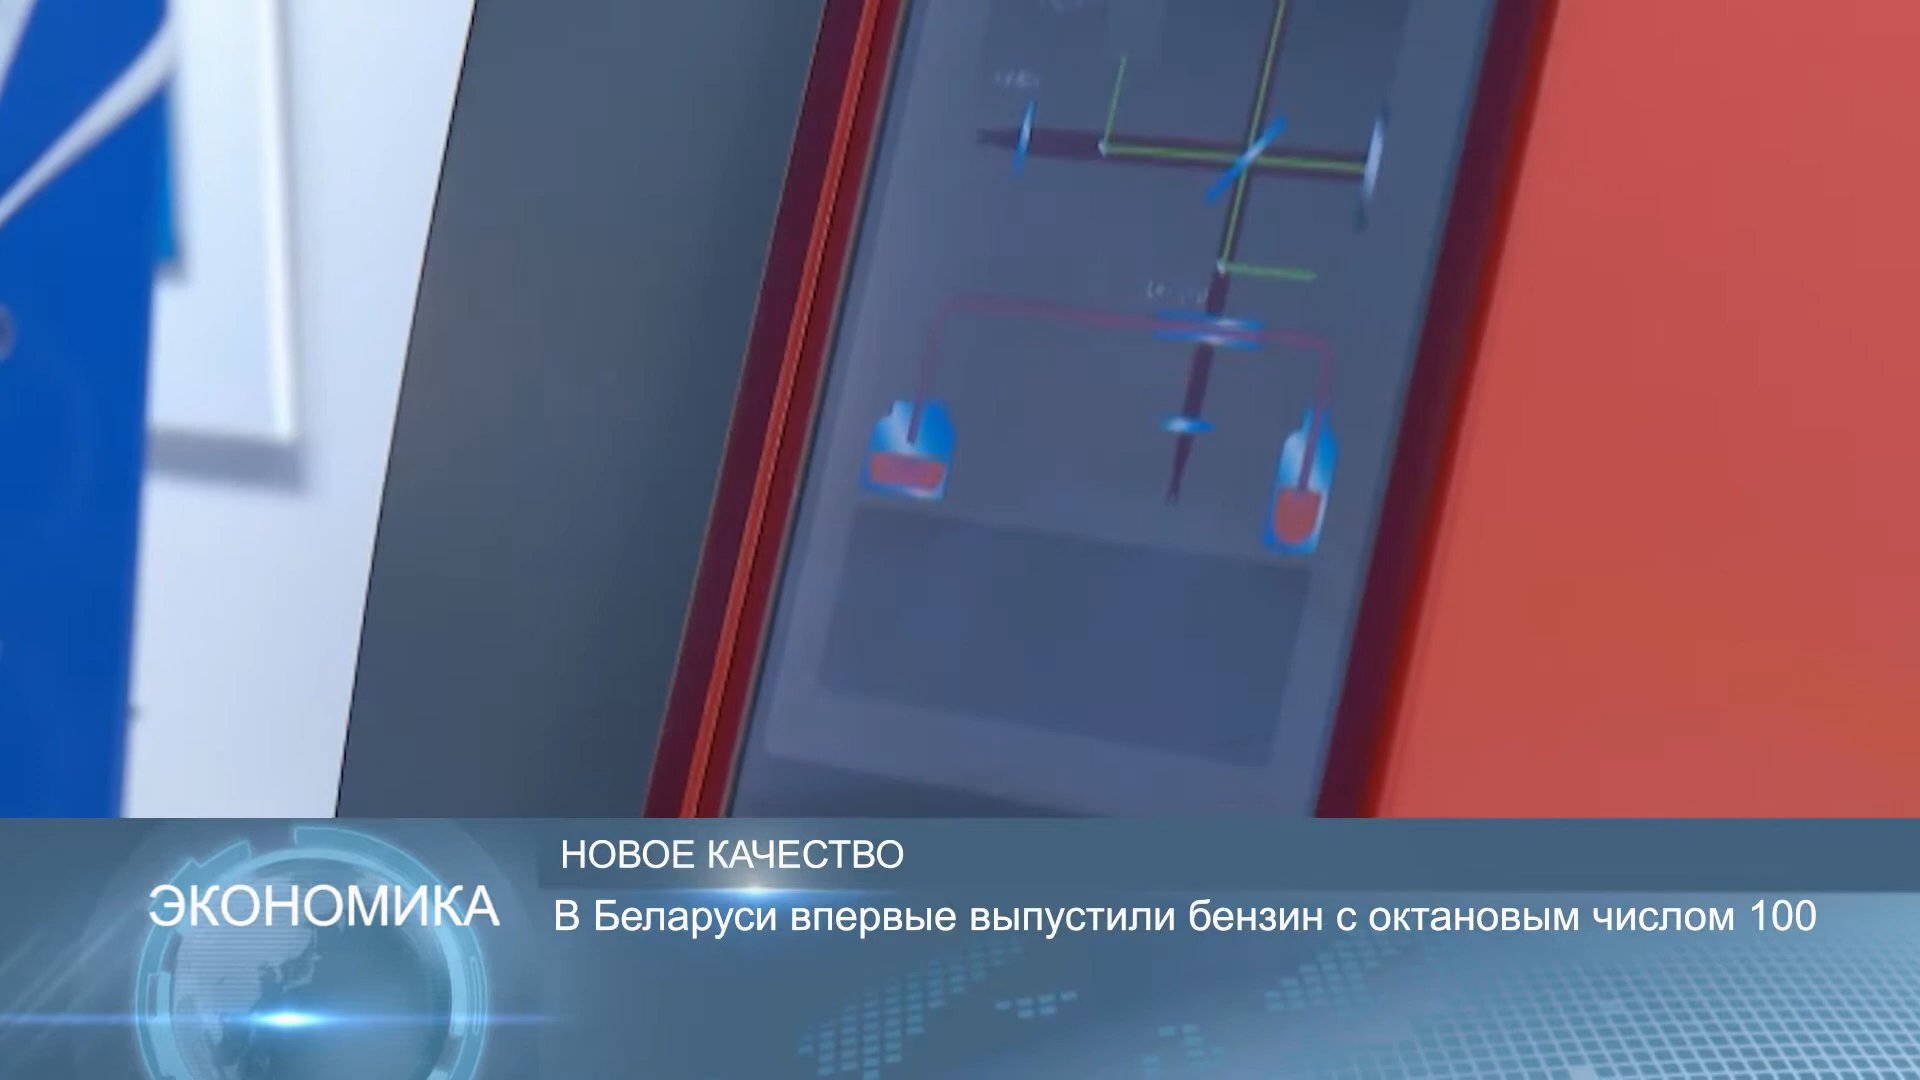 НОВОЕ КАЧЕСТВО
ЭКОНОМИКА
В Беларуси впервые выпустили бензин с октановым числом 100